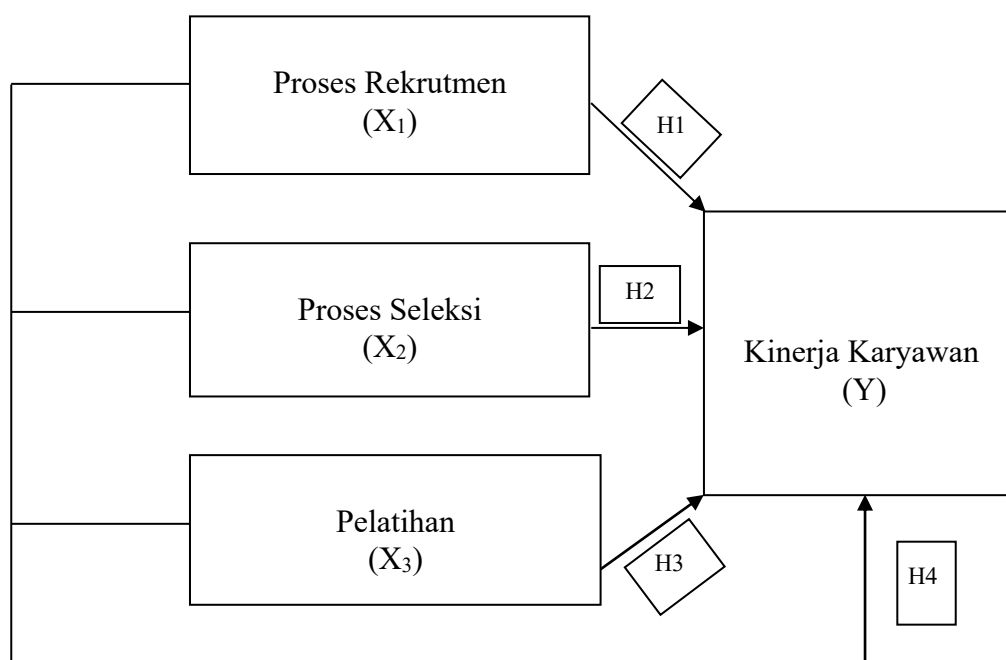 Proses Rekrutmen
(X₁)
H1
Proses Seleksi
(X₂)
H2
Kinerja Karyawan
(Y)
Pelatihan
(X₃)
H3
H4